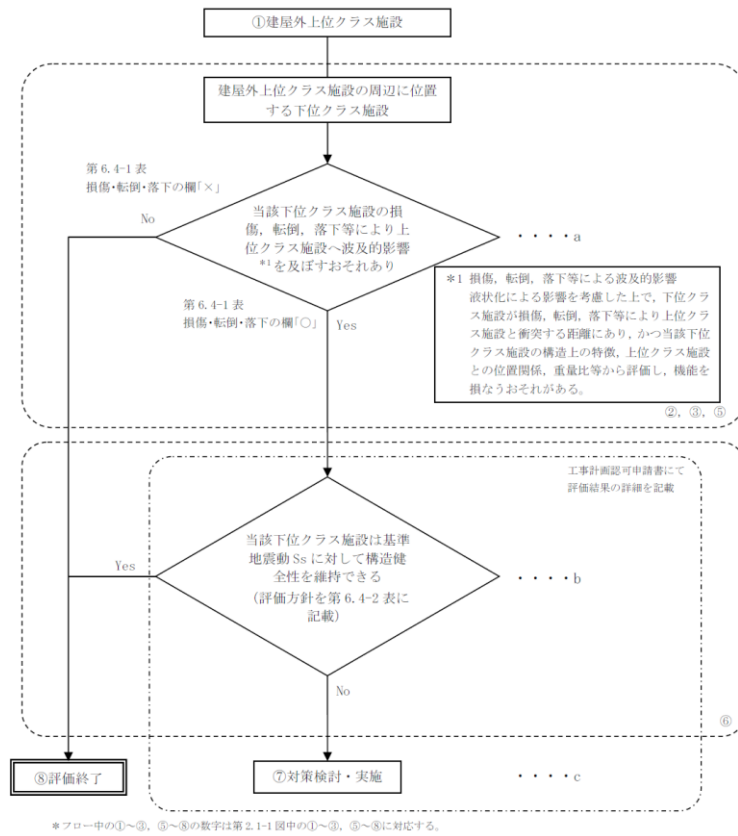 ①建屋外上位クラス施設
建屋外上位クラス施設の周辺に位置
する下位クラス施設
第 6.4-1 表
損傷・転倒・落下の欄「×」
No
当該下位クラス施設の損
傷，転倒，落下等により上
位クラス施設へ波及的影響
*1を及ぼすおそれあり
・・・・a
第 6.4-1 表
損傷・転倒・落下の欄「○」
Yes
*1 損傷，転倒，落下等による波及的影響
液状化による影響を考慮した上で，下位クラ
ス施設が損傷，転倒，落下等により上位クラ
ス施設と衝突する距離にあり，かつ当該下位
クラス施設の構造上の特徴，上位クラス施設
との位置関係，重量比等から評価し，機能を
損なうおそれがある。
②，③，⑤
工事計画認可申請書にて
評価結果の詳細を記載
当該下位クラス施設は基準
地震動 Ss に対して構造健
全性を維持できる
（評価方針を第 6.4-2 表に
記載）
Yes
・・・・b
No
⑥
⑧評価終了
⑦対策検討・実施
・・・・c
＊フロー中の①～③，⑤～⑧の数字は第 2.1-1 図中の①～③，⑤～⑧に対応する。